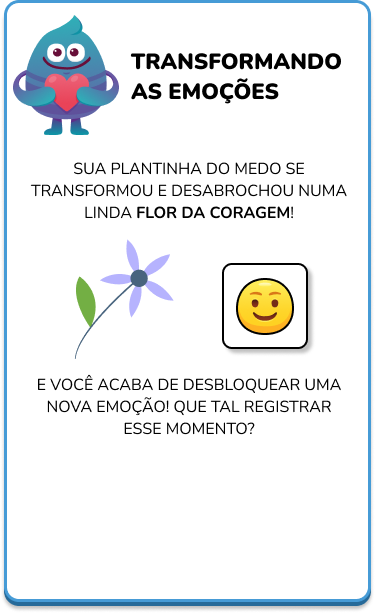 TRANSFORMANDO
AS EMOÇÕES
SUA PLANTINHA DO MEDO SE
TRANSFORMOU E DESABROCHOU NUMA
LINDA FLOR DA CORAGEM!
E VOCÊ ACABA DE DESBLOQUEAR UMA
NOVA EMOÇÃO! QUE TAL REGISTRAR
ESSE MOMENTO?